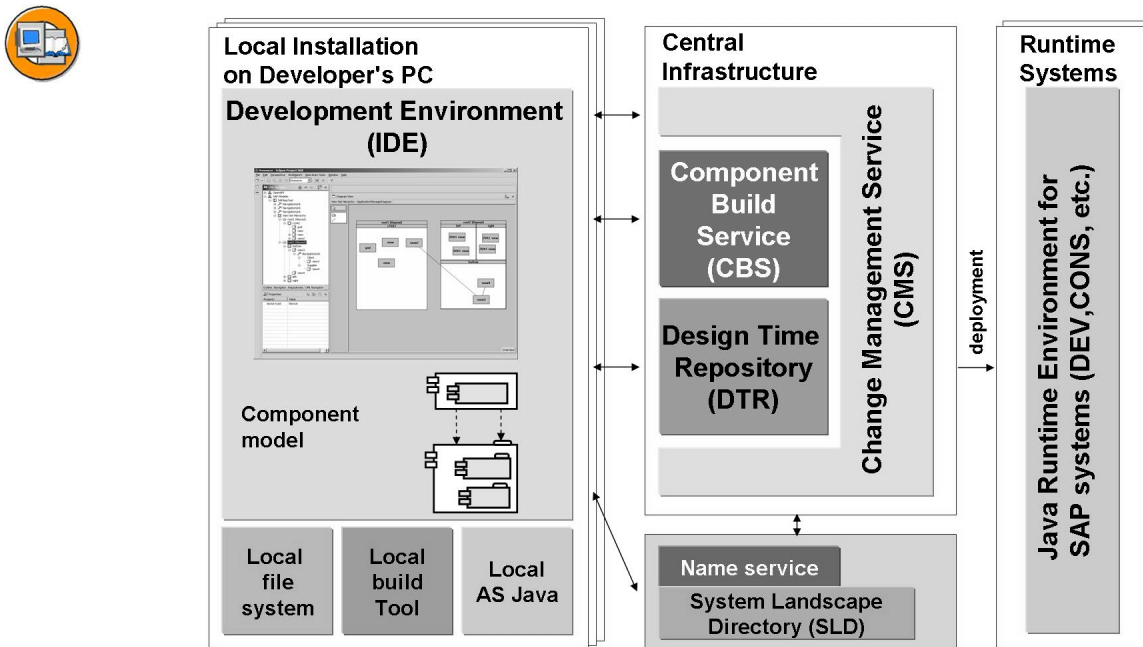 Local Installation
on Developer's PC
Development Environment
(IDE)
Component
model
Local
file
system
Local
build
Tool
Local
AS Java
Central
Infrastructure
Component
Build
Service
(CBS)
Design Time
Repository
(DTR)
Change Management Service
(CMS)
Name service
System Landscape
Directory (SLD)
deployment
Runtime
Systems
Java Runtime Environment for
SAP systems (DEV,CONS, etc.)